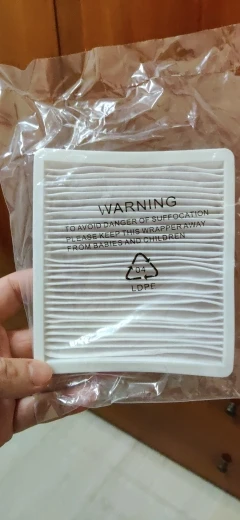 WARNING
TO AVOID DANGER OF SUFFOCATION
PLEASE KEEP THIS WRAPPER AWAY
FROM BABIES AND CHILDREN
04
LDPE